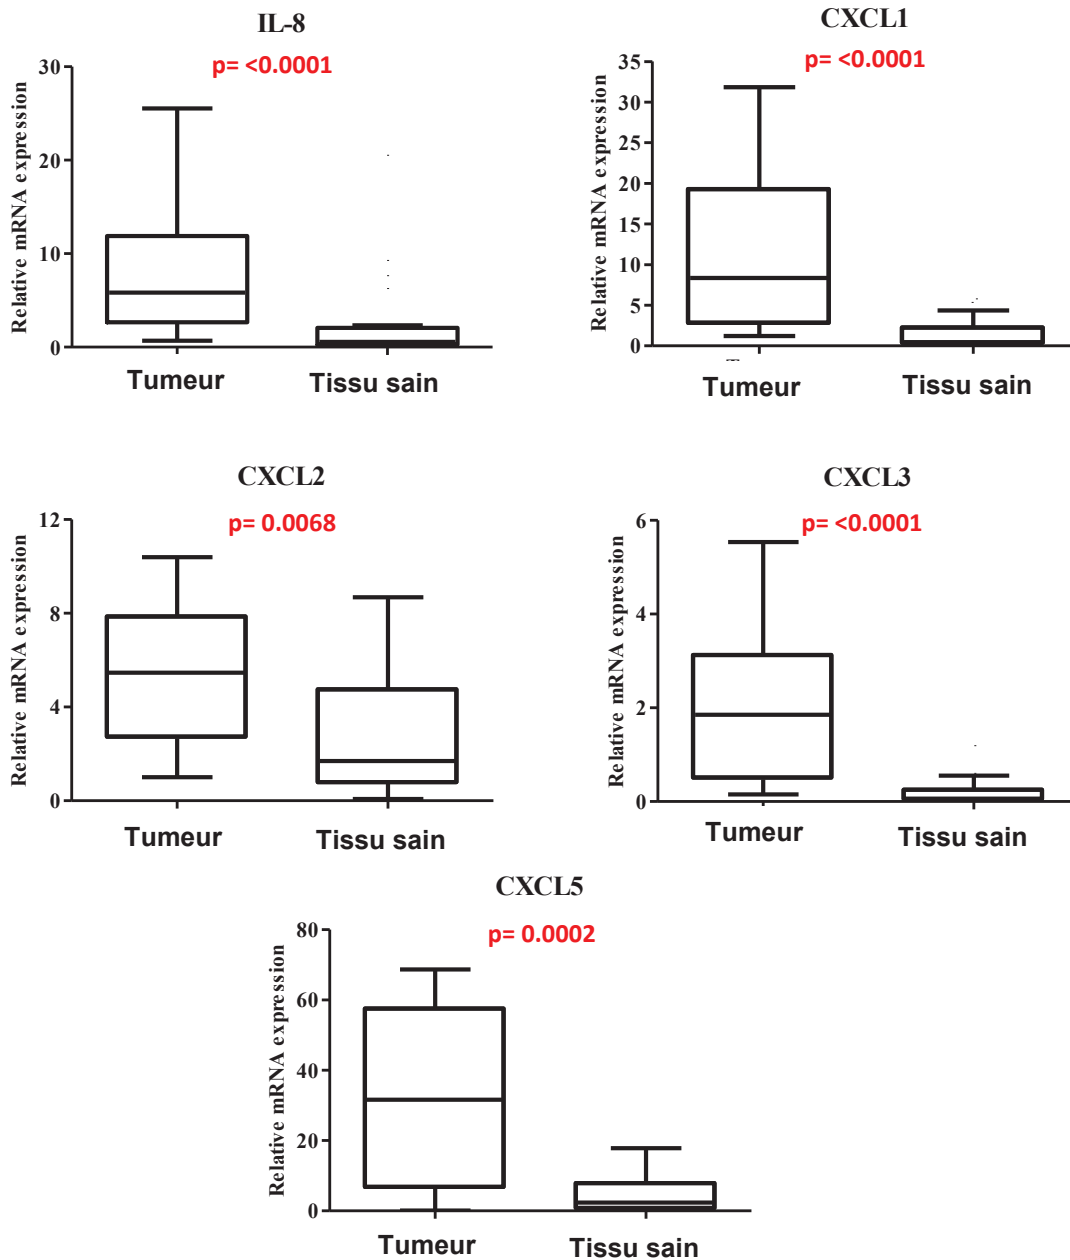 IL-8
p= <0.0001
Relative mRNA expression
30
20
10
0
Tumeur
Tissu sain
CXCL1
p= <0.0001
Relative mRNA expression
35
30
25
20
15
10
5
0
Tumeur
Tissu sain
CXCL2
p= 0.0068
Relative mRNA expression
12
8
4
0
Tumeur
Tissu sain
CXCL3
p= <0.0001
Relative mRNA expression
6
4
2
0
Tumeur
Tissu sain
CXCL5
p= 0.0002
Relative mRNA expression
80
60
40
20
0
Tumeur
Tissu sain